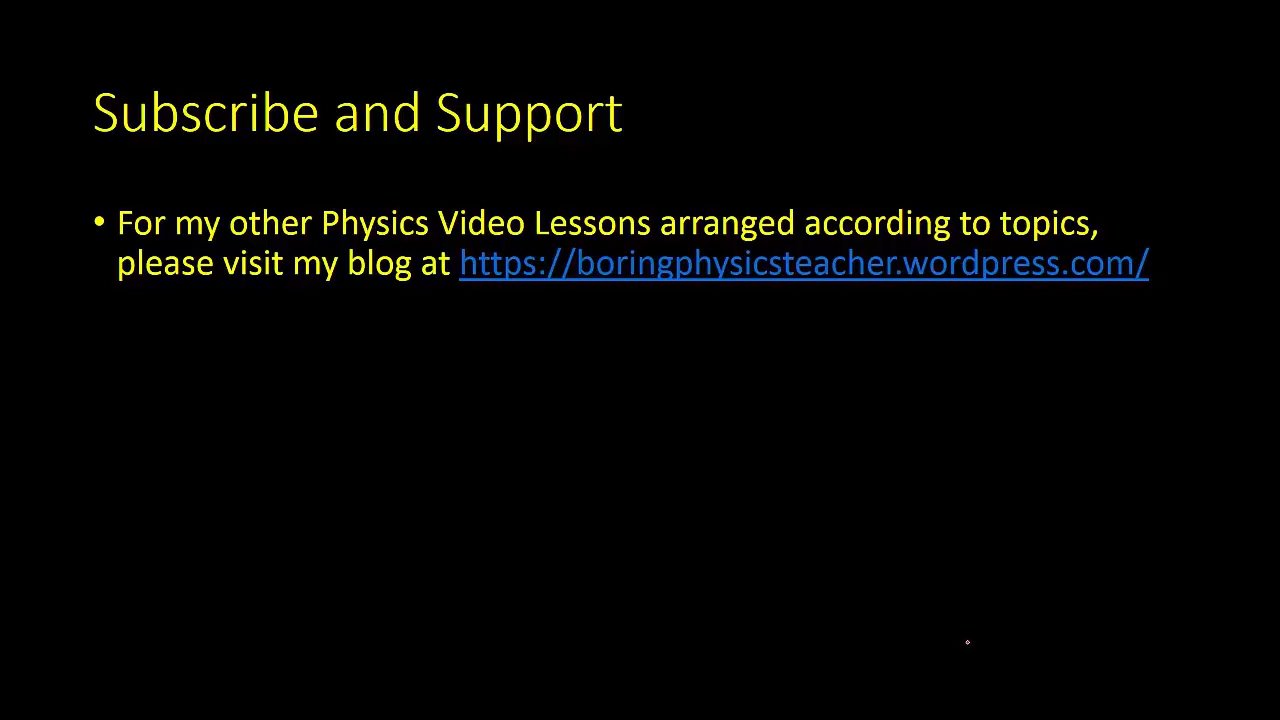 Subscribe and Support
• For my other Physics Video Lessons arranged according to topics,
please visit my blog at https://boringphysicsteacher.wordpress.com/